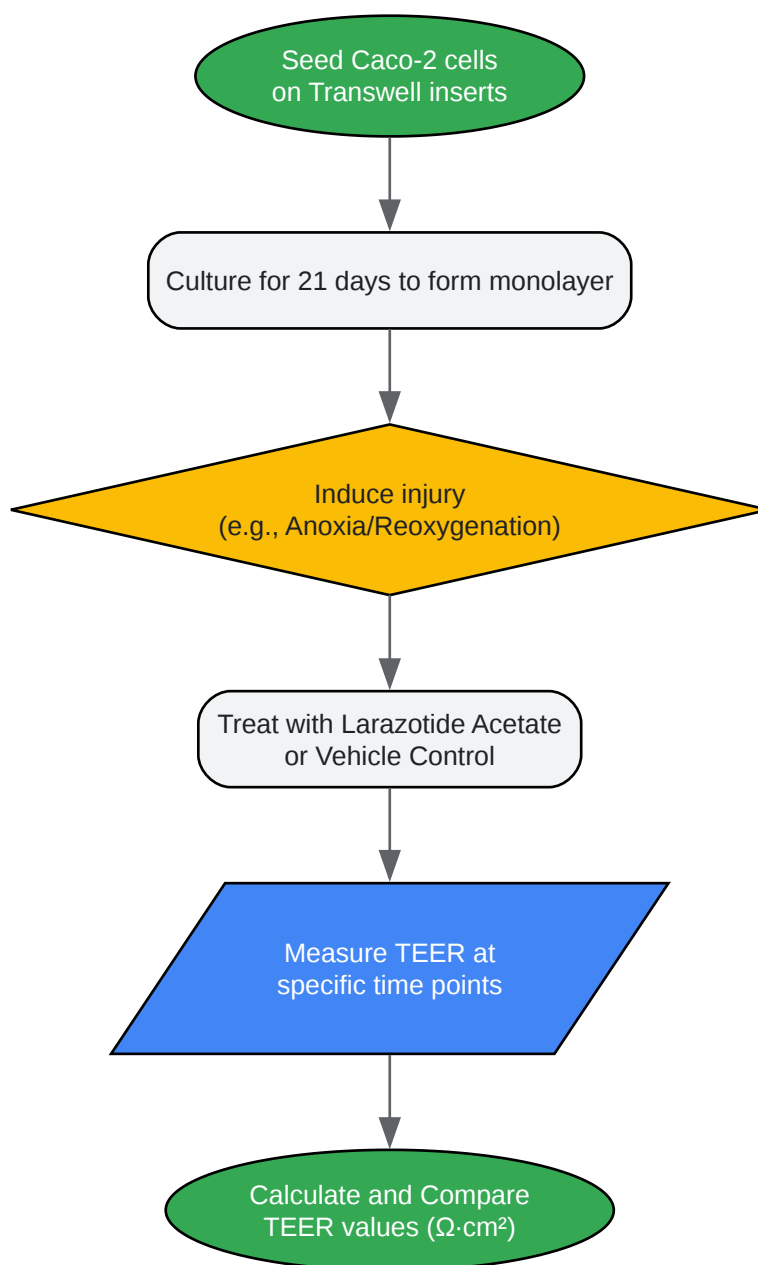 Seed Caco-2 cells
on Transwell inserts
Culture for 21 days to form monolayer
Induce injury
(e.g., Anoxia/Reoxygenation)
Treat with Larazotide Acetate
or Vehicle Control
Measure TEER at
specific time points
Calculate and Compare
TEER values (Ω·cm²)